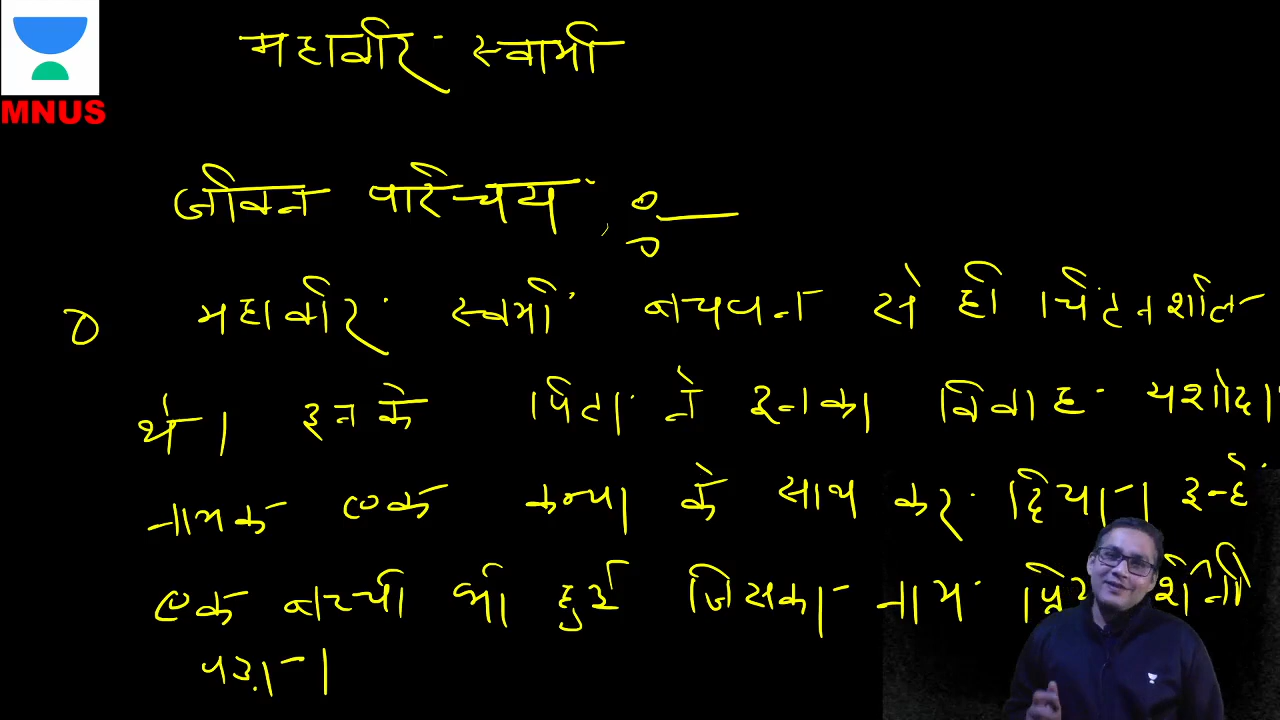 MNUS
महावीर स्वामी
जीवन परिचय :-
महावीर स्वामी बचपन से ही चिंतनशील
थे। इनके पिता ने इनका विवाह यशोदा
नामक एक कन्या के साथ कर दिया। इन्हें
एक बच्ची भी हुई जिसका नाम
पड़ा।